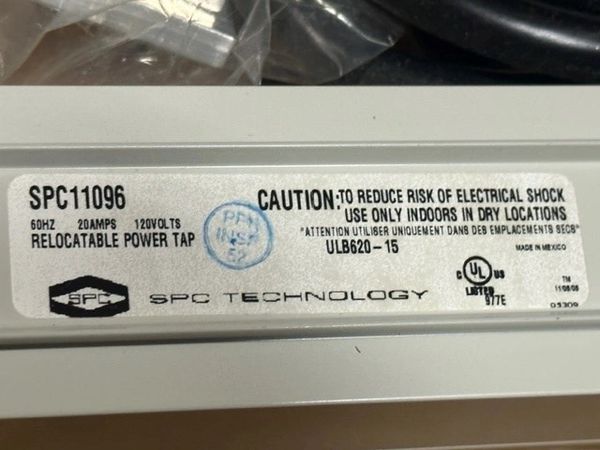 SPC11096
60HZ 20AMPS 120VOLTS
RELOCATABLE POWER TAP
CAUTION:TO REDUCE RISK OF ELECTRICAL SHOCK
USE ONLY INDOORS IN DRY LOCATIONS
"ATTENTION UTILISER UNIQUEMENT DANS DES EMPLACEMENTS SECS"
ULB620-15
MADE IN MEXICO
INSP
52
SPC
SPC TECHNOLOGY
C UL US
LISTED
977E
TM
05309